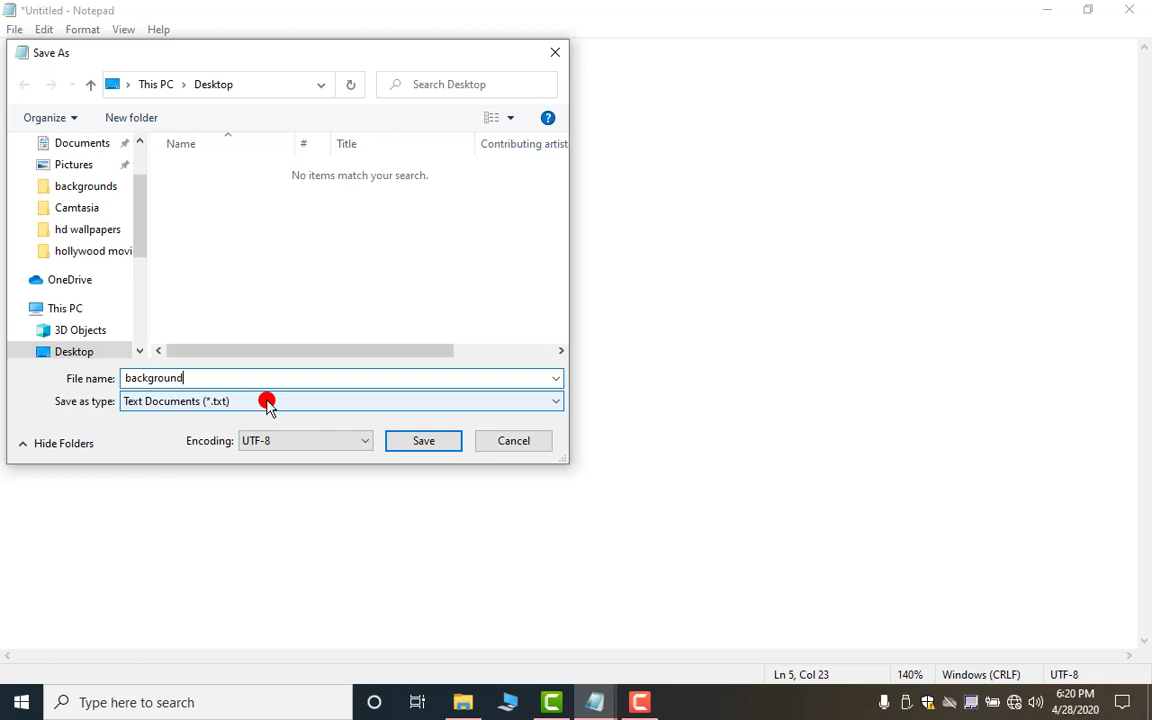 *Untitled - Notepad
File Edit Format View Help
Save As
This PC Desktop
Search Desktop
Organize New folder
Documents
Pictures
backgrounds
Camtasia
hd wallpapers
hollywood movi
OneDrive
This PC
3D Objects
Desktop
Name # Title Contributing artist
No items match your search.
File name: background
Save as type: Text Documents (*.txt)
Hide Folders Encoding: UTF-8 Save Cancel
Ln 5, Col 23 140% Windows (CRLF) UTF-8
Type here to search
6:20 PM
4/28/2020